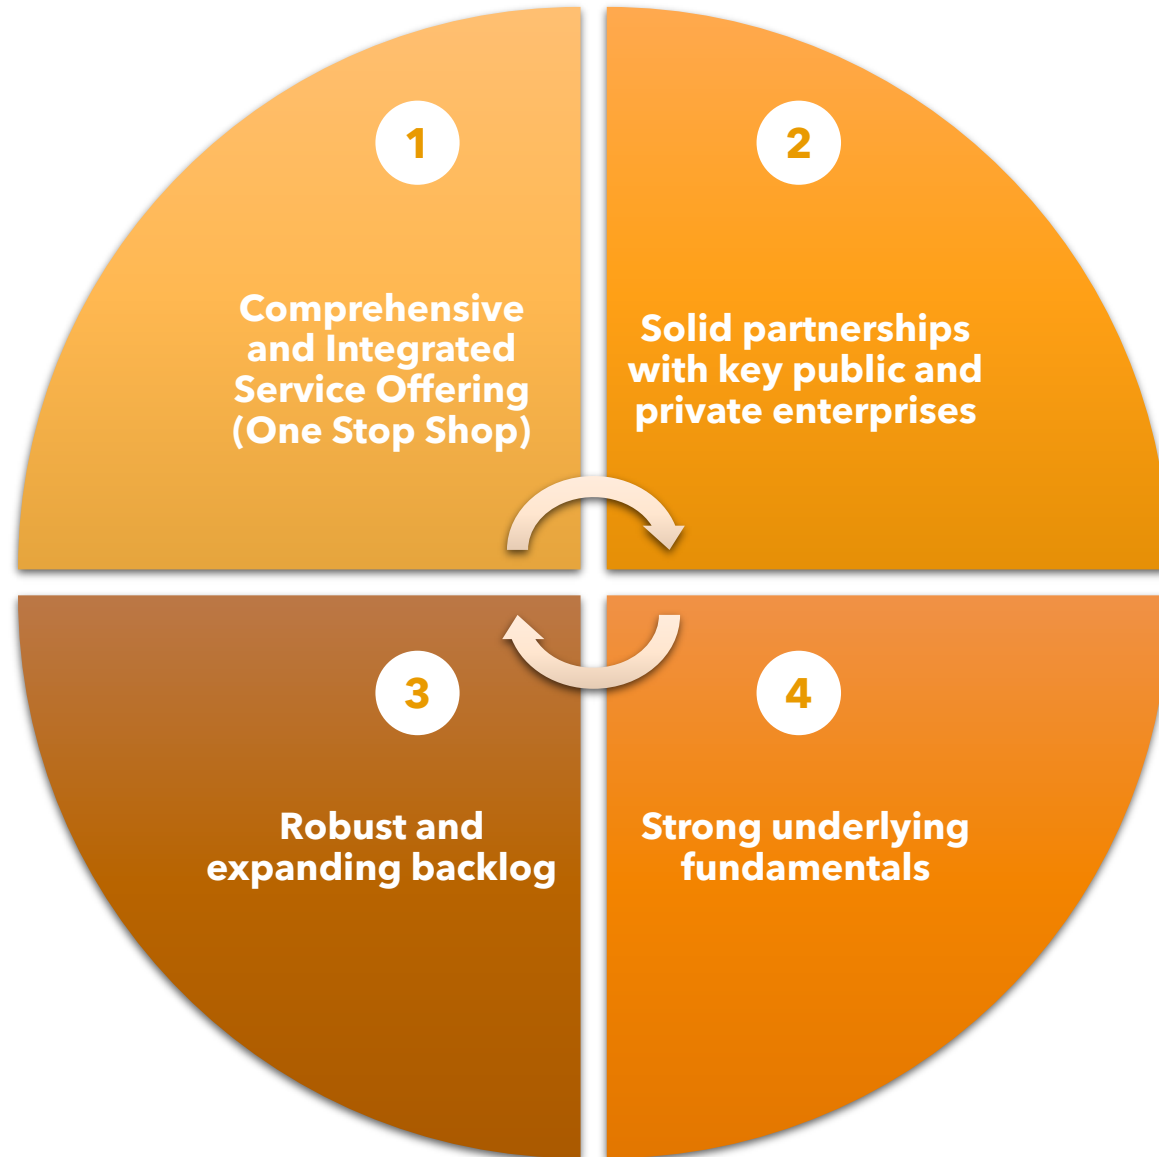 1
Comprehensive
and Integrated
Service Offering
(One Stop Shop)
2
Solid partnerships
with key public and
private enterprises
3
Robust and
expanding backlog
4
Strong underlying
fundamentals